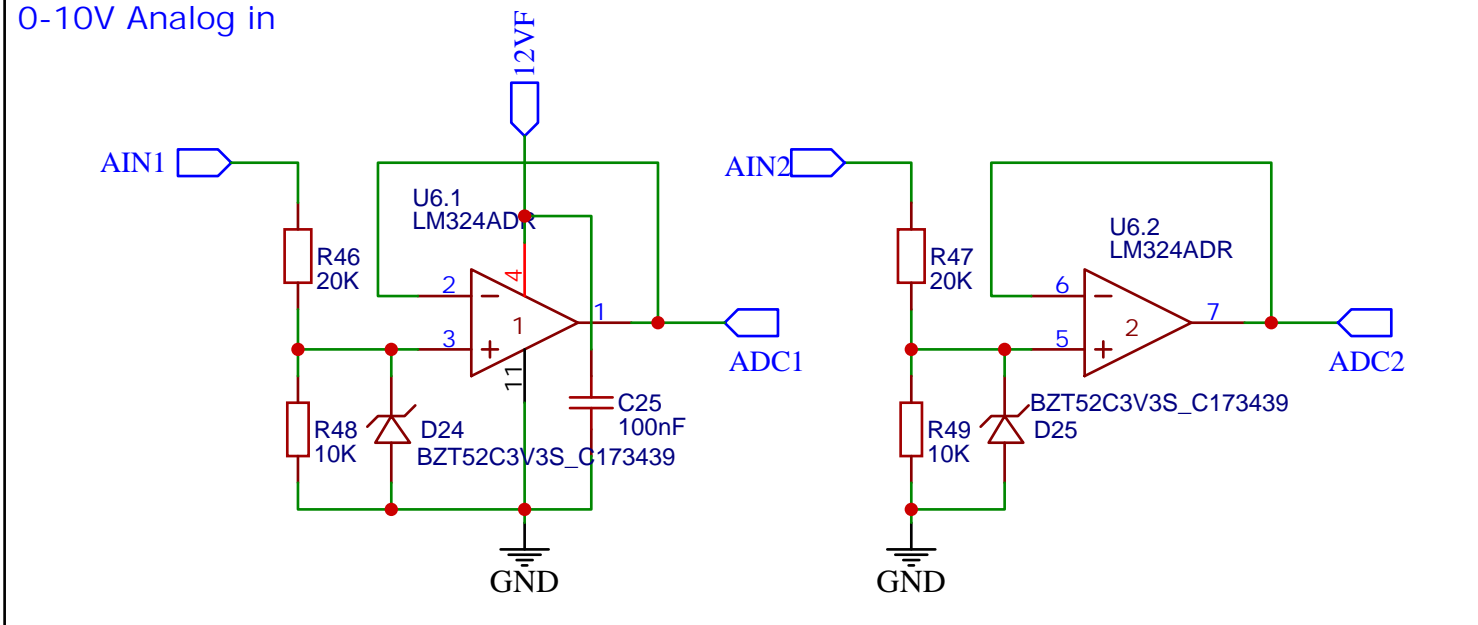 0-10V Analog in
12VF
AIN1
U6.1
LM324ADR
R46
20K
2
4
1
1
3
11
ADC1
R48
10K
D24
BZT52C3V3S_C173439
C25
100nF
GND
AIN2
U6.2
LM324ADR
R47
20K
6
2
7
5
ADC2
BZT52C3V3S_C173439
R49
10K
D25
GND